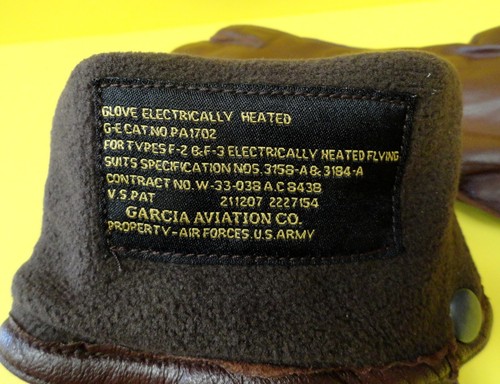 GLOVE ELECTRICALLY HEATED
G-E CAT.NO.PA1702
FOR TYPES F-2 &F-3 ELECTRICALLY HEATED FLYING
SUITS SPECIFICATION NOS. 3158-A & 3184-A
CONTRACT NO. W-33-038 A.C 8438
V.S.PAT 211207 2227154
GARCIA AVIATION CO.
PROPERTY-AIR FORCES. U.S. ARMY